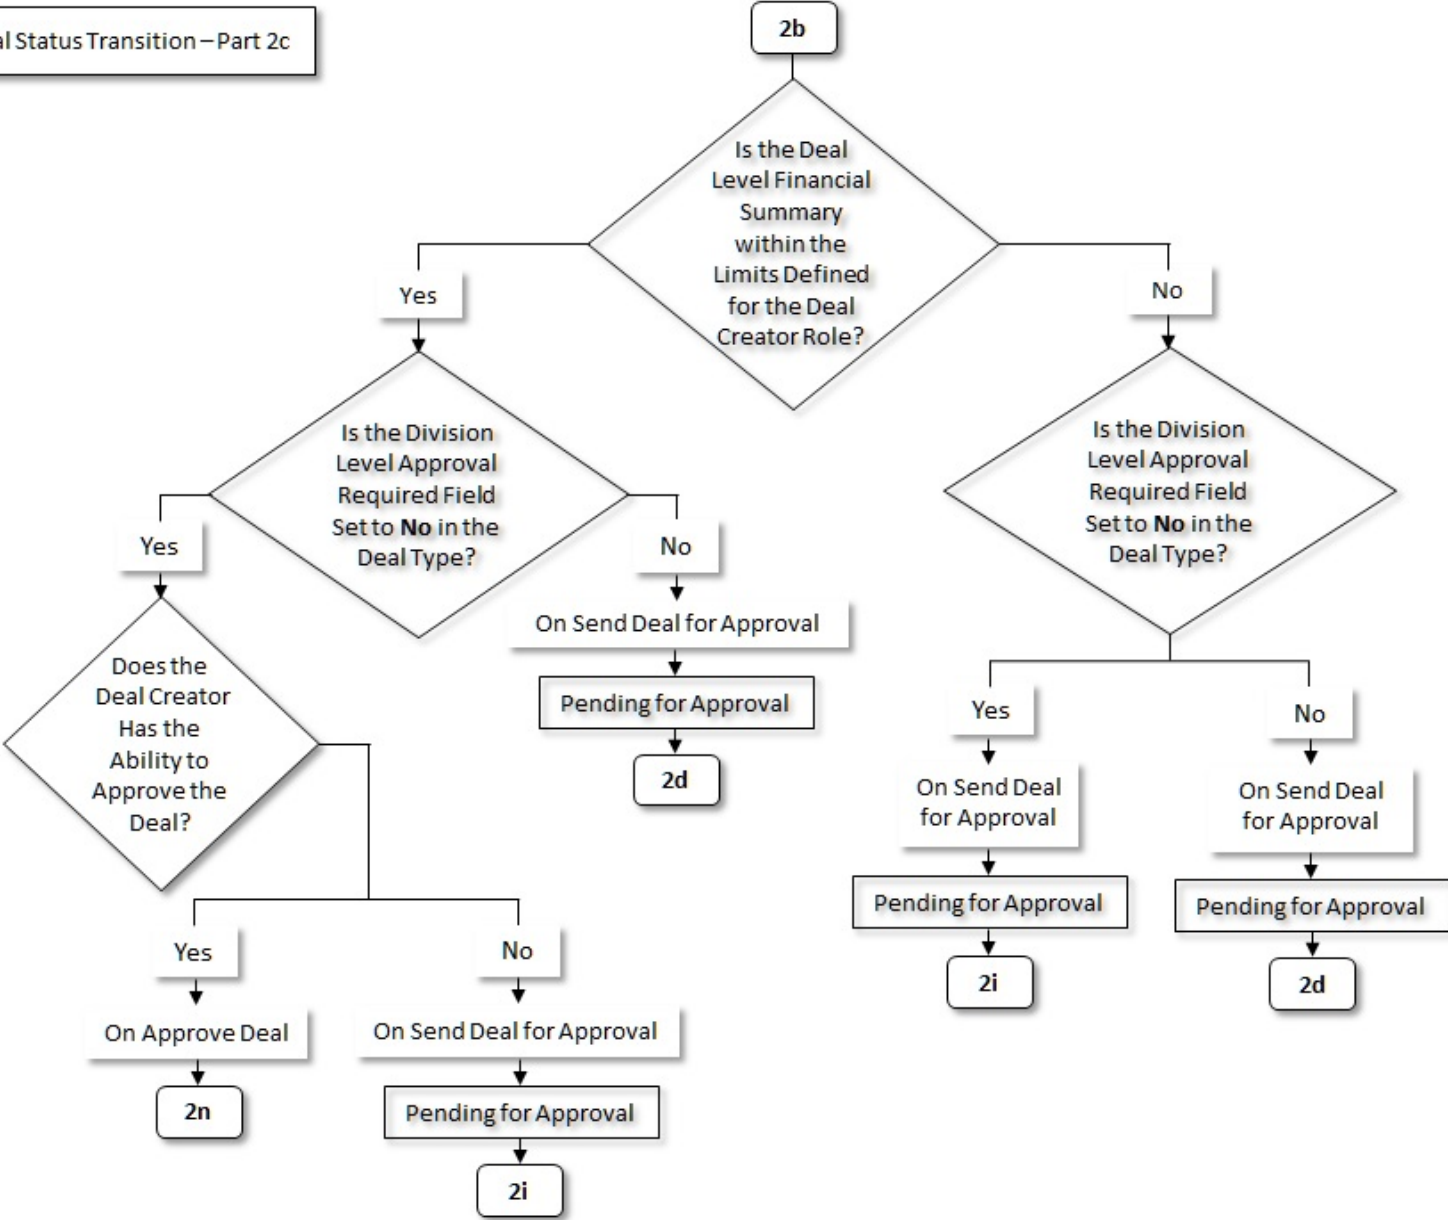 Status Transition – Part 2c
2b
Is the Deal
Level Financial
Summary
within the
Limits Defined
for the Deal
Creator Role?
Yes
No
Is the Division
Level Approval
Required Field
Set to No in the
Deal Type?
Is the Division
Level Approval
Required Field
Set to No in the
Deal Type?
Yes
No
On Send Deal for Approval
Pending for Approval
2d
Does the
Deal Creator
Has the
Ability to
Approve the
Deal?
Yes
No
On Send Deal
for Approval
On Send Deal
for Approval
Pending for Approval
Pending for Approval
2i
2d
Yes
No
On Approve Deal
On Send Deal for Approval
2n
Pending for Approval
2i